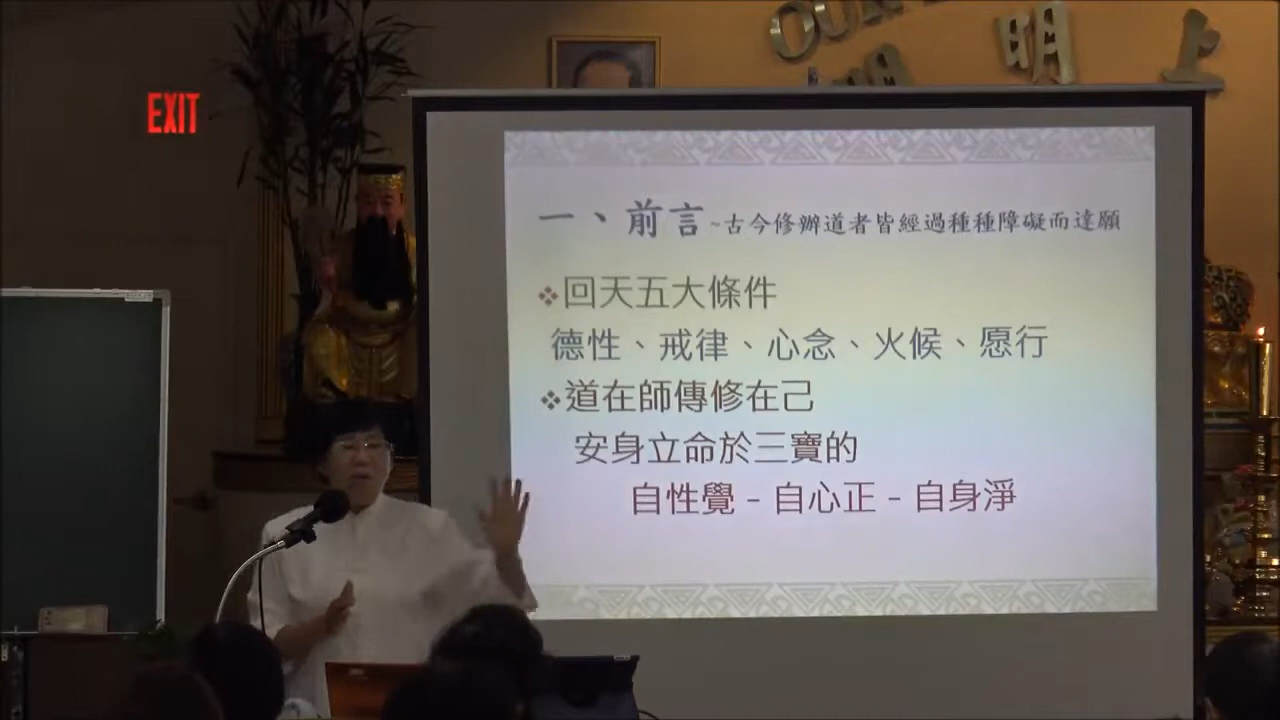 EXIT
明 上
一、前言~古今修辦道者皆經過種種障礙而達願
❖回天五大條件
德性、戒律、心念、火候、愿行
❖道在師傳修在己
安身立命於三寶的
自性覺－自心正－自身淨